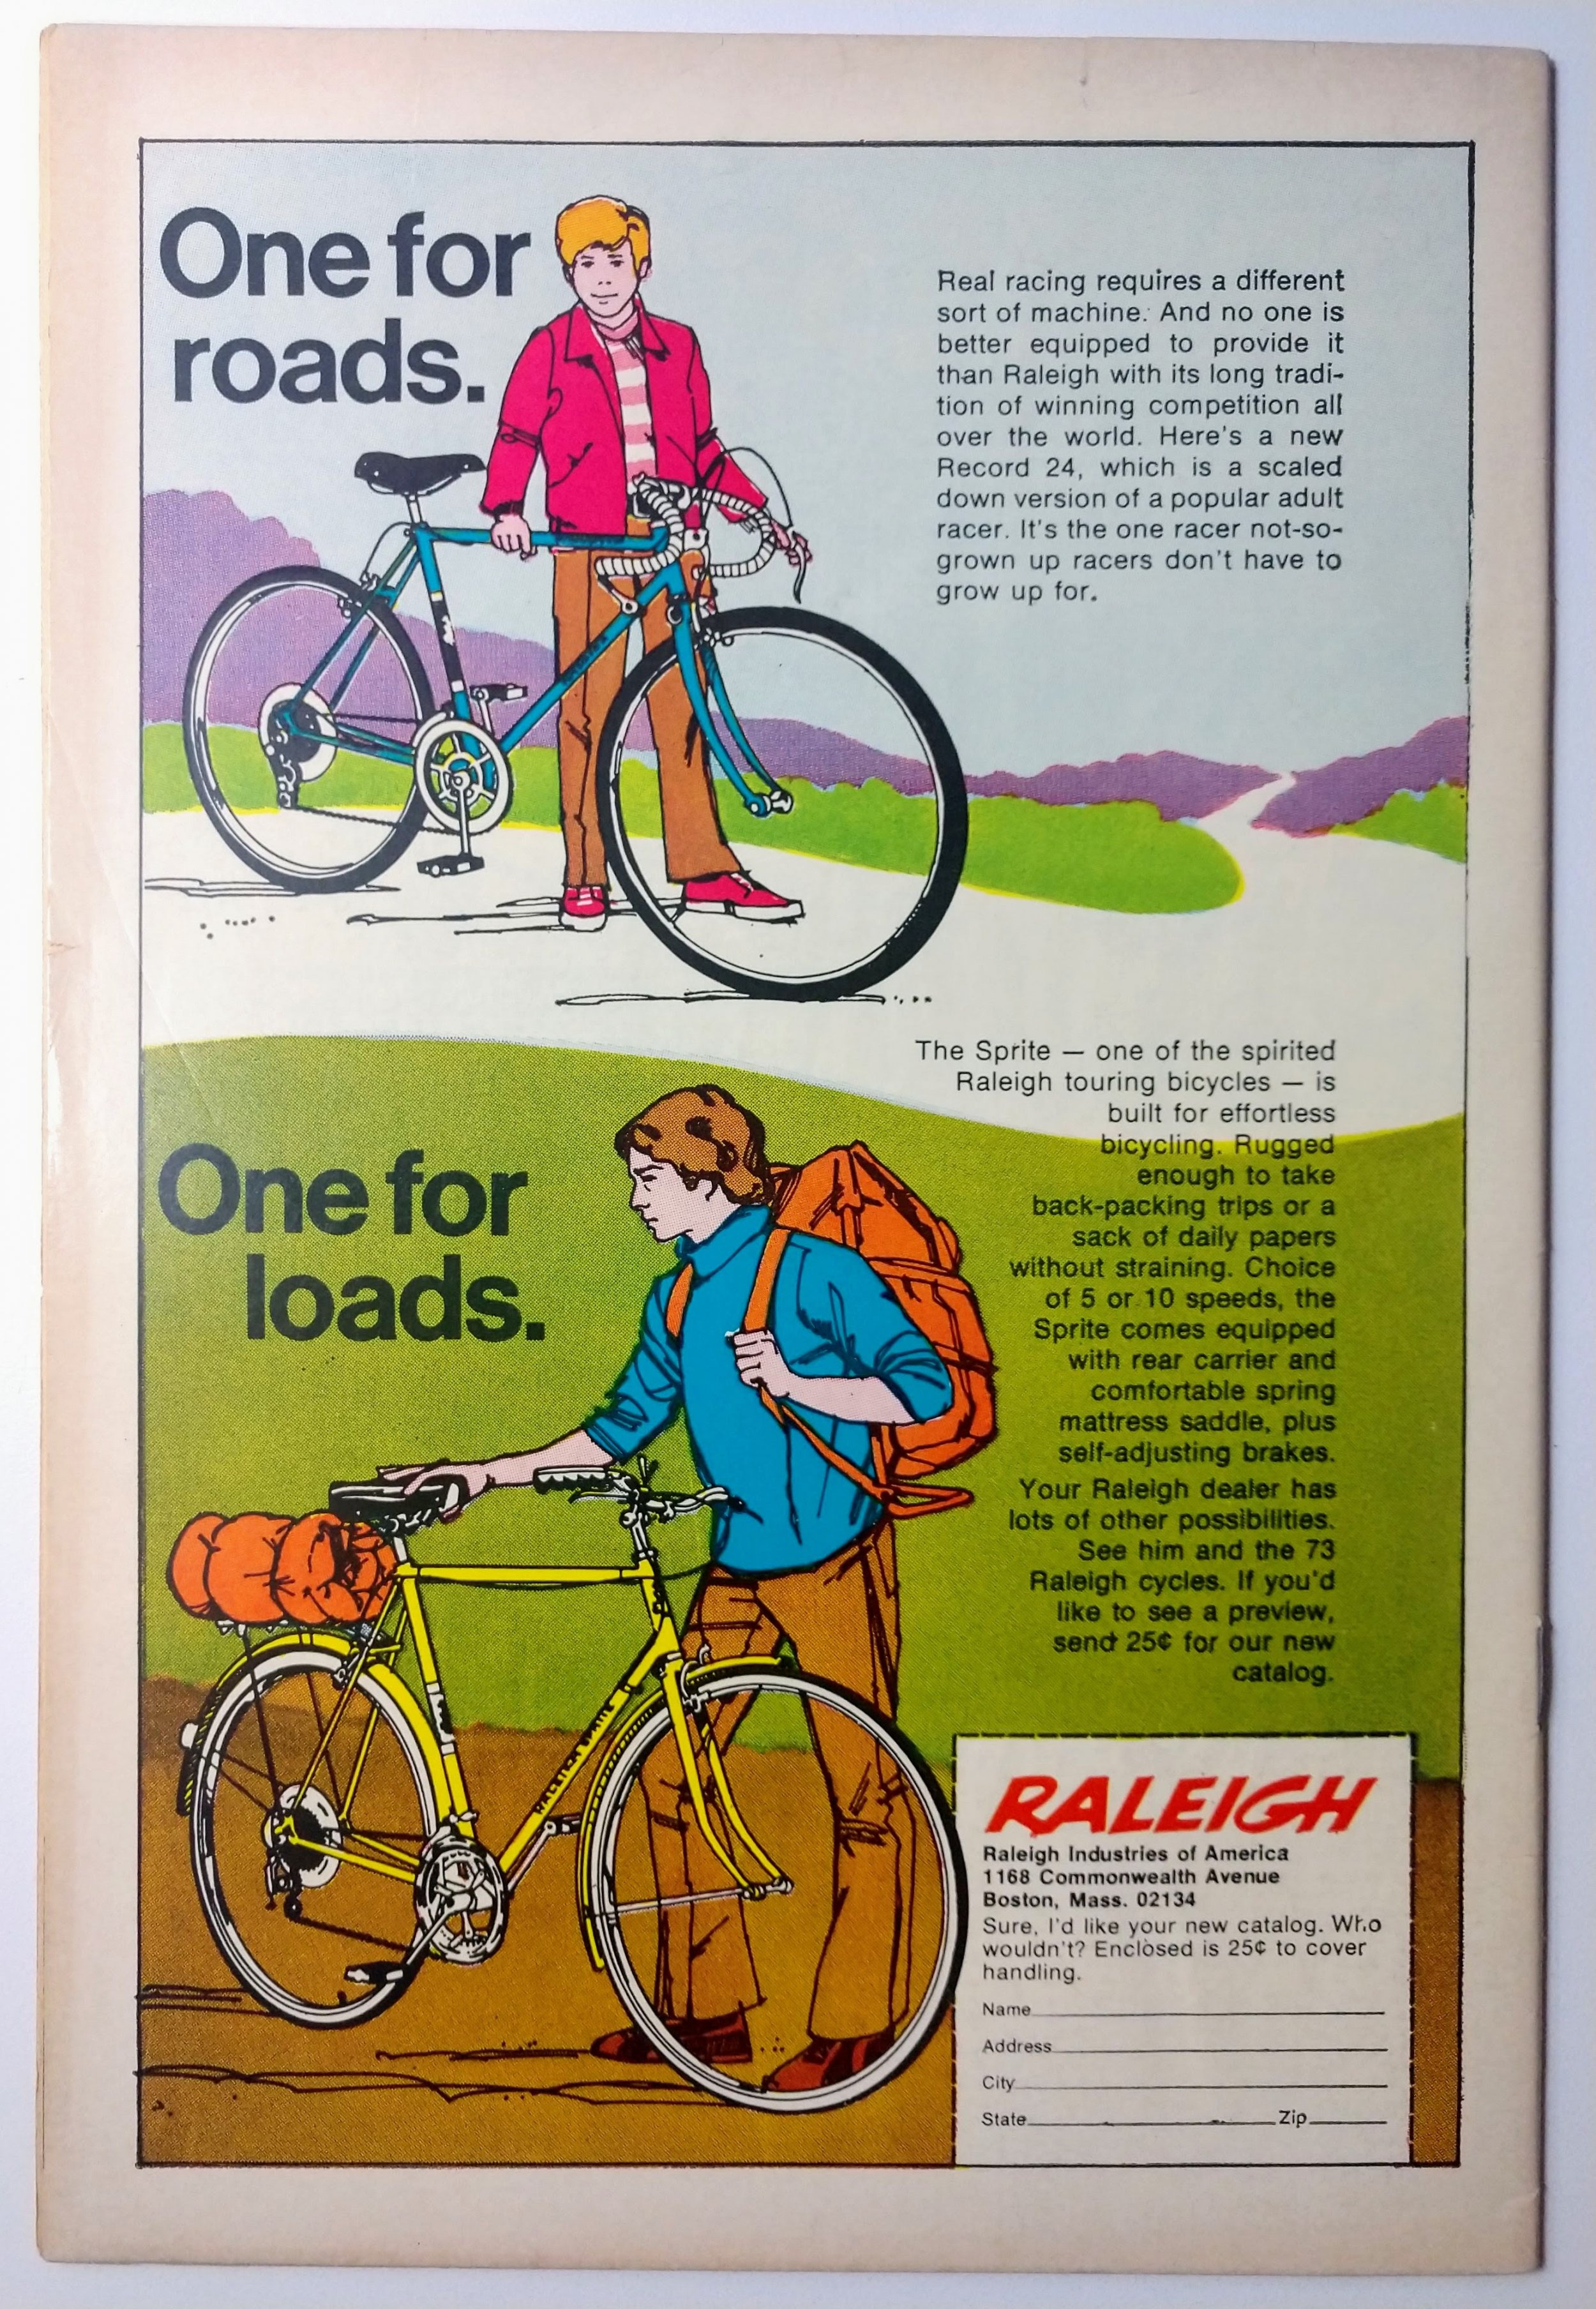 One for
roads.
Real racing requires a different
sort of machine. And no one is
better equipped to provide it
than Raleigh with its long tradi-
tion of winning competition all
over the world. Here's a new
Record 24, which is a scaled
down version of a popular adult
racer. It's the one racer not-so-
grown up racers don't have to
grow up for.
The Sprite — one of the spirited
Raleigh touring bicycles — is
built for effortless
bicycling. Rugged
enough to take
back-packing trips or a
sack of daily papers
without straining. Choice
of 5 or 10 speeds, the
Sprite comes equipped
with rear carrier and
comfortable spring
mattress saddle, plus
self-adjusting brakes.
Your Raleigh dealer has
lots of other possibilities.
See him and the 73
Raleigh cycles. If you'd
like to see a preview,
send 25¢ for our new
catalog.
One for
loads.
RALEIGH SPRITE
RALEIGH
Raleigh Industries of America
1168 Commonwealth Avenue
Boston, Mass. 02134
Sure, I'd like your new catalog. Who
wouldn't? Enclosed is 25¢ to cover
handling.
Name
Address
City
State Zip